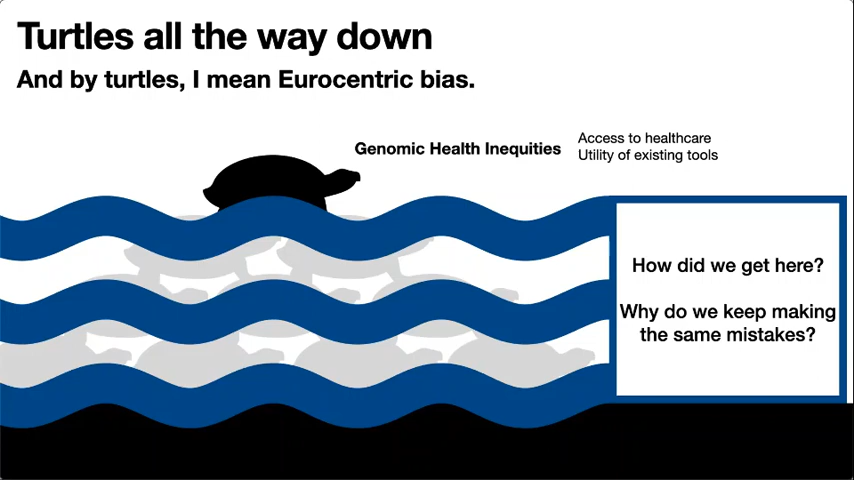 Turtles all the way down
And by turtles, I mean Eurocentric bias.
Genomic Health Inequities
Access to healthcare
Utility of existing tools
How did we get here?
Why do we keep making
the same mistakes?